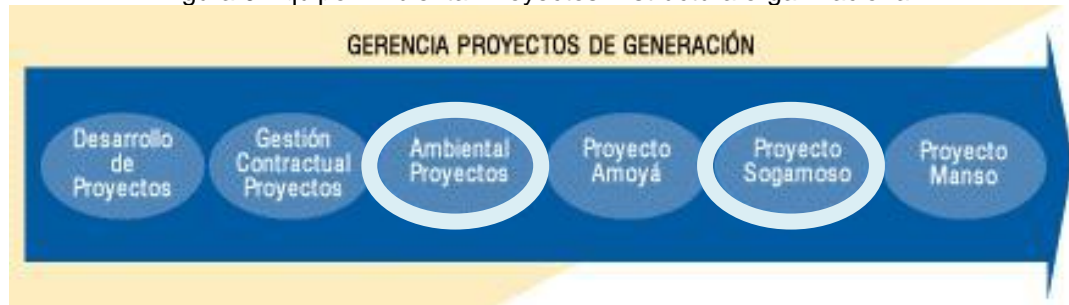 GERENCIA PROYECTOS DE GENERACIÓN
Desarrollo
de
Proyectos
Gestión
Contractual
Proyectos
Ambiental
Proyectos
Proyecto
Amoyá
Proyecto
Sogamoso
Proyecto
Manso